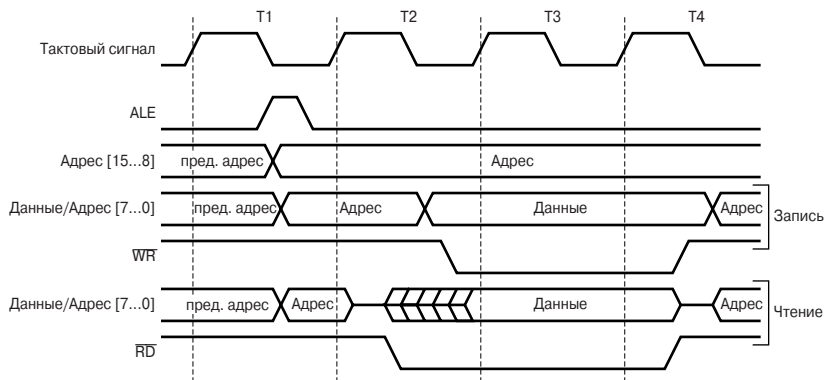 T1 T2 T3 T4
Тактовый сигнал
ALE
Адрес [15...8] пред. адрес Адрес
Данные/Адрес [7...0] пред. адрес Адрес Данные Адрес
Запись
WR
Данные/Адрес [7...0] пред. адрес Адрес Данные Адрес
Чтение
RD